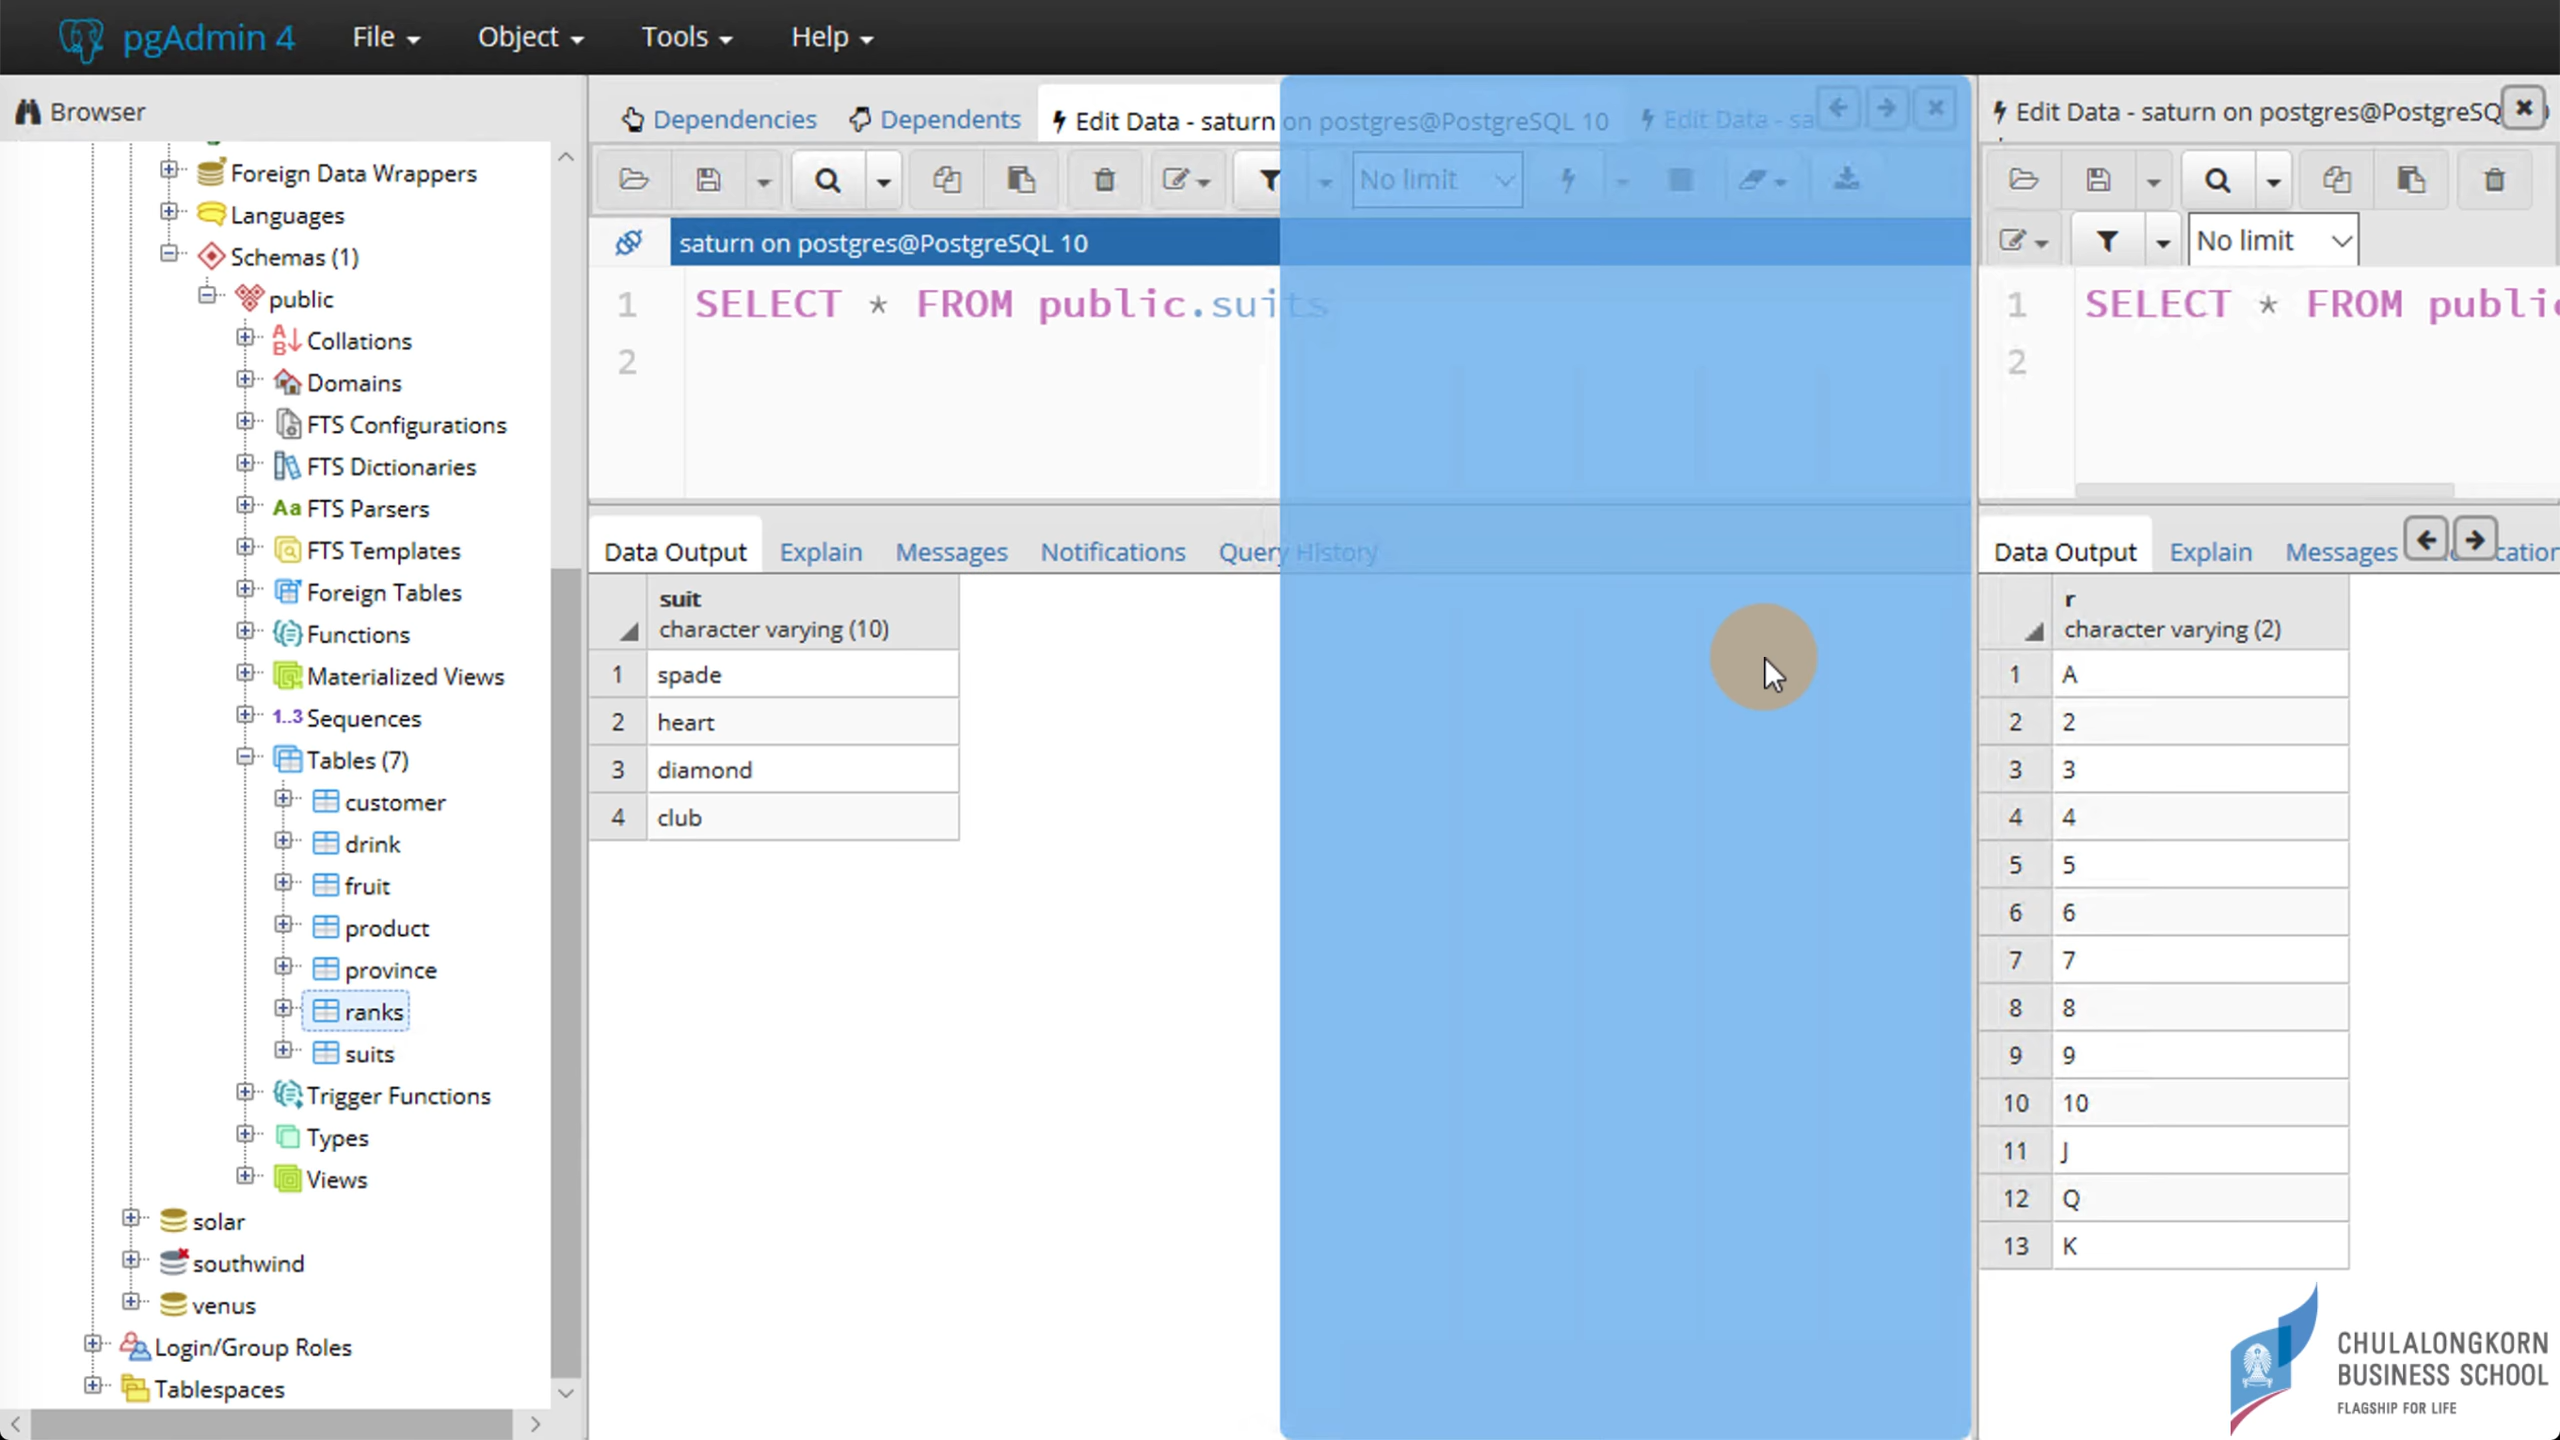 pgAdmin 4 File Object Tools Help
Browser
Foreign Data Wrappers
Languages
Schemas (1)
public
Collations
Domains
FTS Configurations
FTS Dictionaries
Aa FTS Parsers
FTS Templates
Foreign Tables
Functions
Materialized Views
1..3 Sequences
Tables (7)
customer
drink
fruit
product
province
ranks
suits
Trigger Functions
Types
Views
solar
southwind
venus
Login/Group Roles
Tablespaces
Dependencies Dependents Edit Data - saturn on postgres@PostgreSQL 10 Edit Data - sa
No limit
saturn on postgres@PostgreSQL 10
1 SELECT * FROM public.suits
2
Data Output Explain Messages Notifications Query History
suit
character varying (10)
1 spade
2 heart
3 diamond
4 club
Edit Data - saturn on postgres@PostgreSQ
No limit
1 SELECT * FROM public
2
Data Output Explain Messages
r
character varying (2)
1 A
2 2
3 3
4 4
5 5
6 6
7 7
8 8
9 9
10 10
11 J
12 Q
13 K
CHULALONGKORN
BUSINESS SCHOOL
FLAGSHIP FOR LIFE